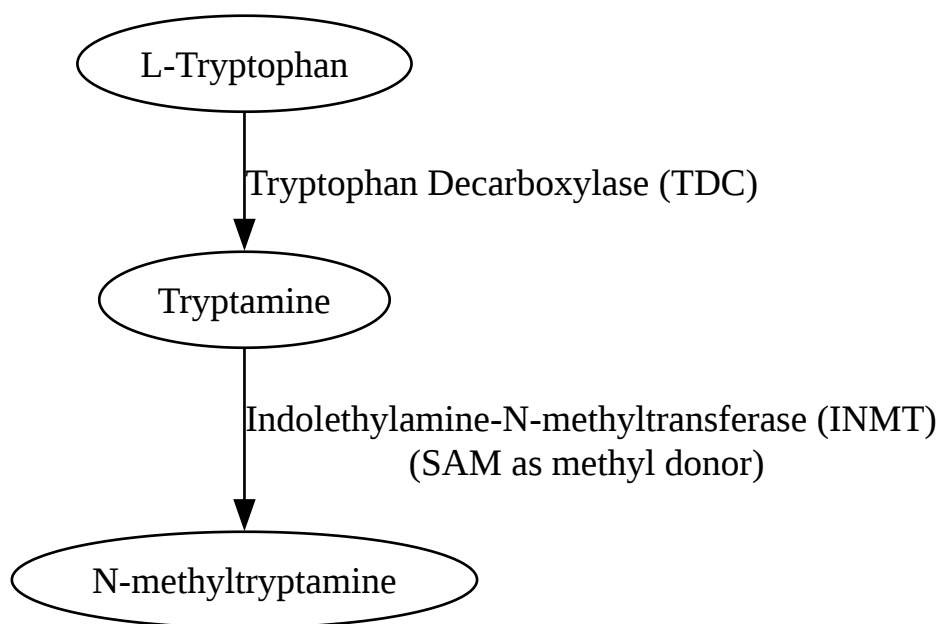 L-Tryptophan
Tryptophan Decarboxylase (TDC)
Tryptamine
Indolethylamine-N-methyltransferase (INMT)
(SAM as methyl donor)
N-methyltryptamine